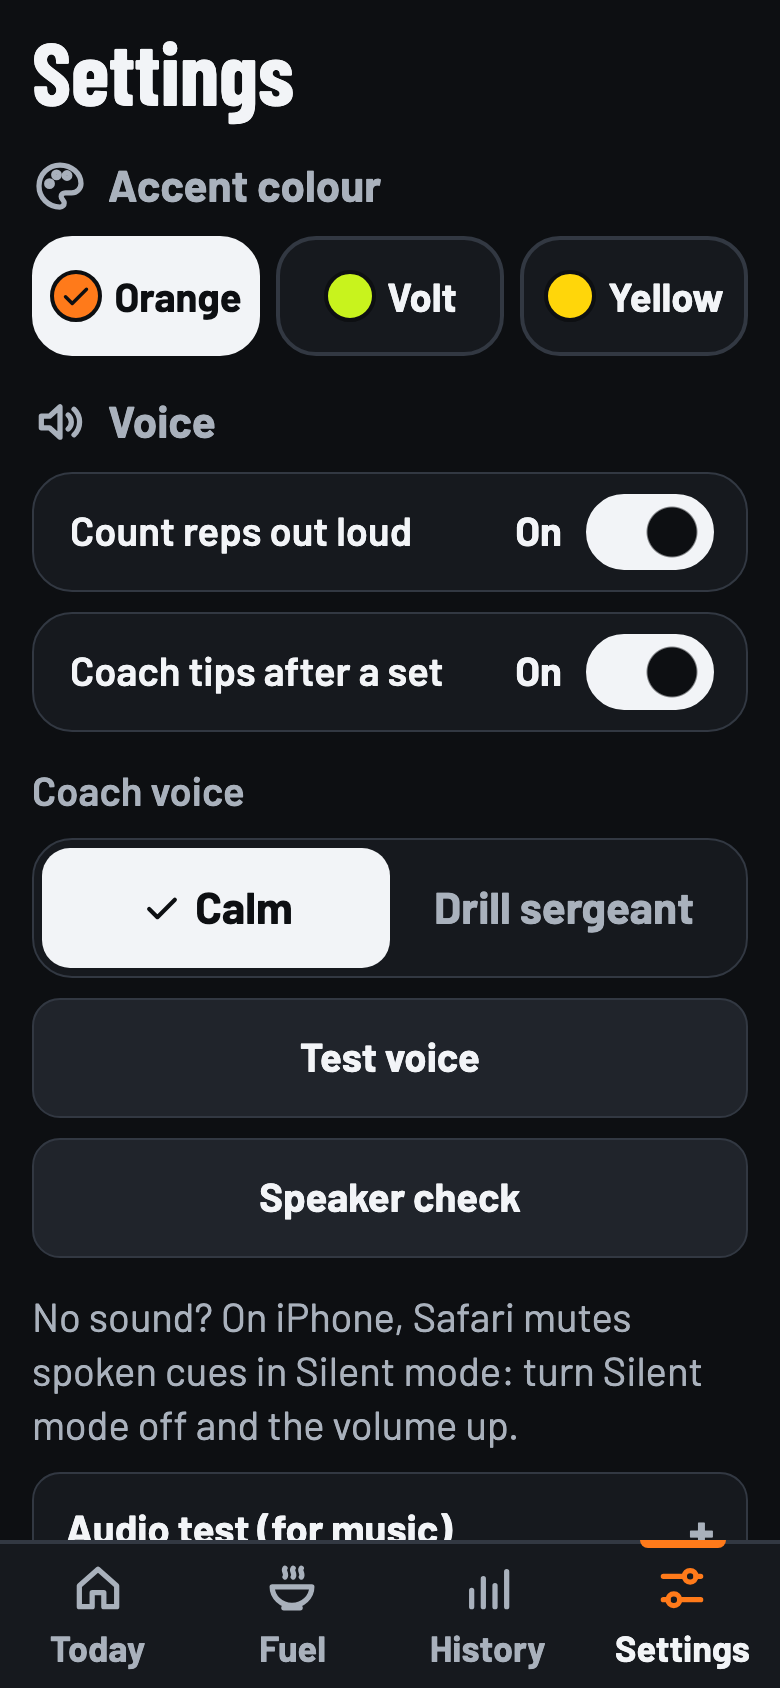 Settings
Accent colour
Orange
Volt
Yellow
Voice
Count reps out loud On
Coach tips after a set On
Coach voice
Calm
Drill sergeant
Test voice
Speaker check
No sound? On iPhone, Safari mutes
spoken cues in Silent mode: turn Silent
mode off and the volume up.
Audio test (for music) +
Today
Fuel
History
Settings